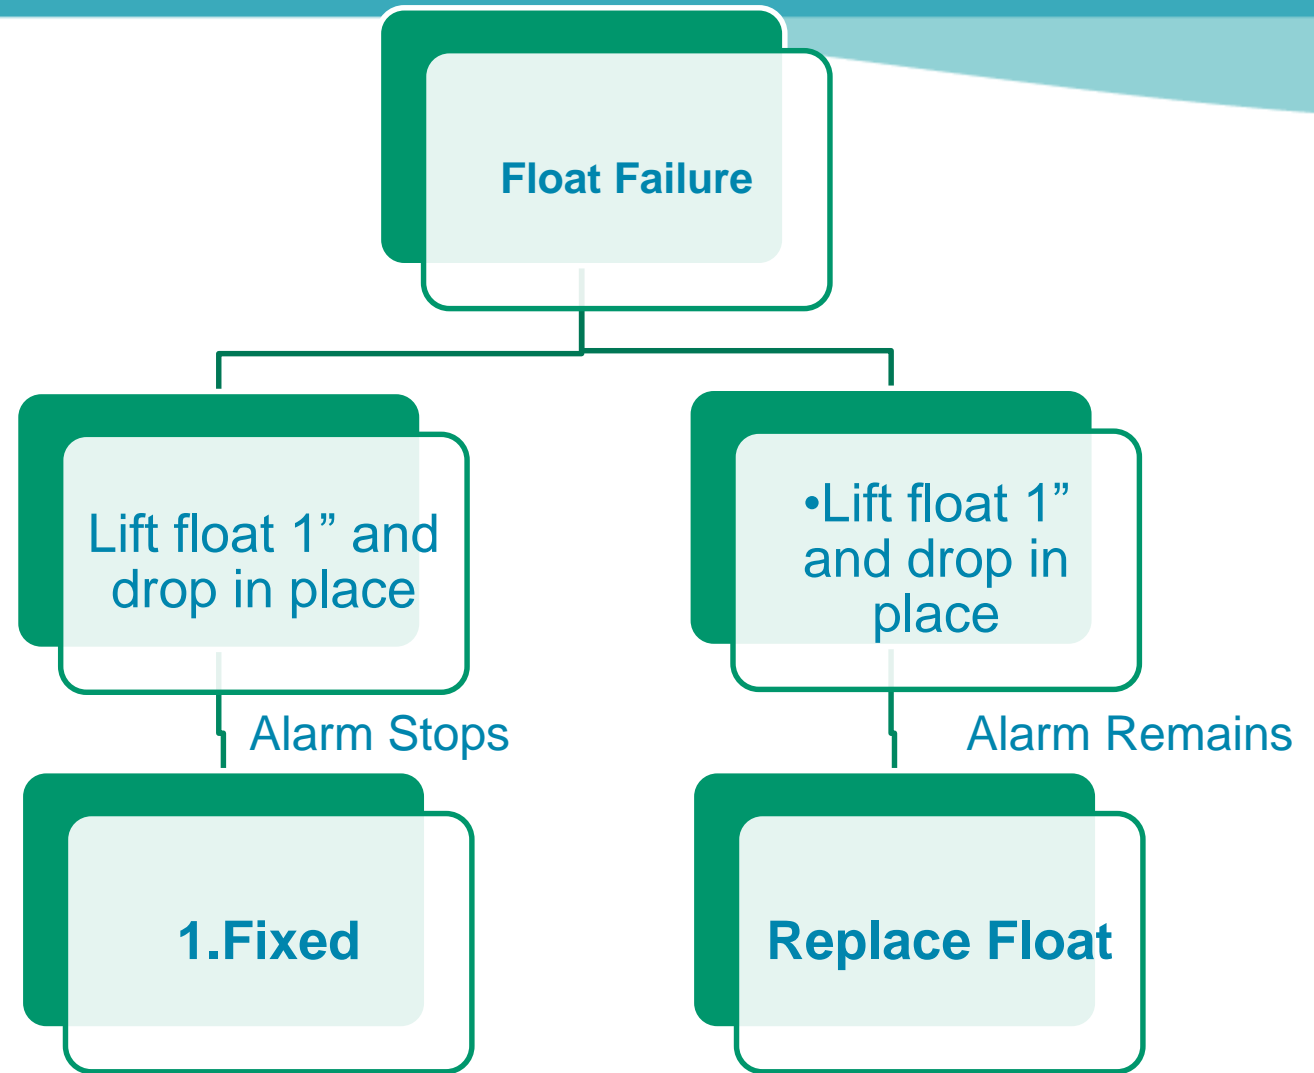 Float Failure
Lift float 1” and
drop in place
•Lift float 1”
and drop in
place
Alarm Stops
Alarm Remains
1.Fixed
Replace Float